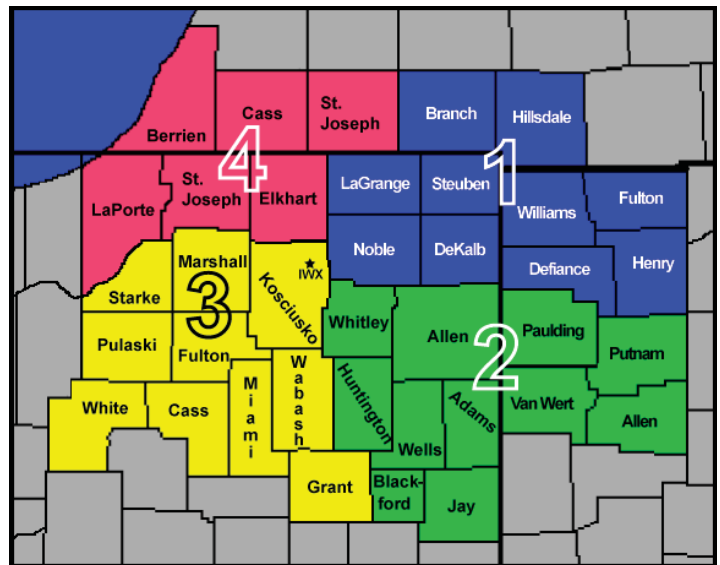 Berrien
Cass
St.
Joseph
Branch
Hillsdale
4
1
LaPorte
St.
Joseph
Elkhart
LaGrange
Steuben
Williams
Fulton
Noble
DeKalb
Defiance
Henry
Marshall
IWX
Starke
3
Kosciusko
Whitley
Allen
2
Paulding
Putnam
Pulaski
Fulton
White
Cass
Miami
Wabash
Huntington
Wells
Adams
Van Wert
Allen
Grant
Black-
ford
Jay